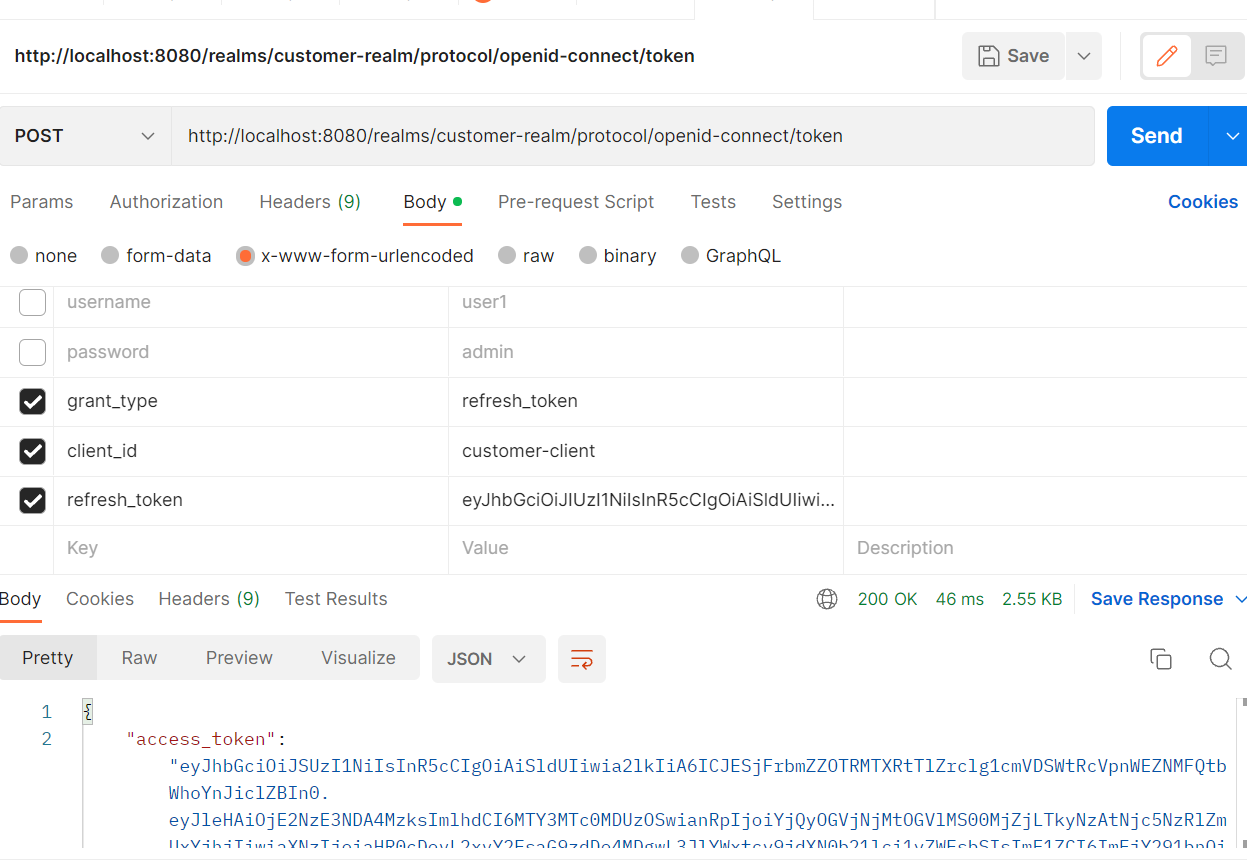 http://localhost:8080/realms/customer-realm/protocol/openid-connect/token
Save
POST
http://localhost:8080/realms/customer-realm/protocol/openid-connect/token
Send
Params Authorization Headers (9) Body Pre-request Script Tests Settings Cookies
none form-data x-www-form-urlencoded raw binary GraphQL
username user1
password admin
grant_type refresh_token
client_id customer-client
refresh_token eyJhbGciOiJIUzI1NiIsInR5cCIgOiAiSldUIiwi...
Key Value Description
Body Cookies Headers (9) Test Results 200 OK 46 ms 2.55 KB Save Response
Pretty Raw Preview Visualize JSON
1 {
2 "access_token":
"eyJhbGciOiJSUzI1NiIsInR5cCIgOiAiSldUIiwia2lkIiA6ICJESjFrbmZZOTRMTXRtTlZrclg1cmVDSWtRcVpnWEZNMFQtb
WhoYnJiclZBIn0.
eyJleHAiOjE2NzE3NDA4MzksImlhdCI6MTY3MTc0MDUzOSwianRpIjoiYjQyOGVjNjMtOGVlMS00MjZjLTkyNzAtNjc5NzRlZm